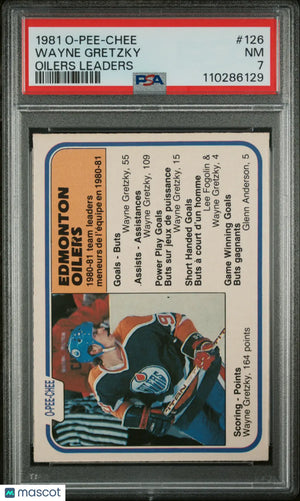 1981 O-PEE-CHEE #126
WAYNE GRETZKY NM
OILERS LEADERS 7
PSA
110286129
O-PEE-CHEE
EDMONTON
OILERS
1980-81 team leaders
meneurs de l'équipe en 1980-81
Goals - Buts
Wayne Gretzky, 55
Assists - Assistances
Wayne Gretzky, 109
Power Play Goals
Buts sur jeux de puissance
Wayne Gretzky, 15
Short Handed Goals
Buts à court d'un homme
Lee Fogolin &
Wayne Gretzky, 4
Game Winning Goals
Buts gagnants
Glenn Anderson, 5
Scoring - Points
Wayne Gretzky, 164 points
OILERS
m mascot